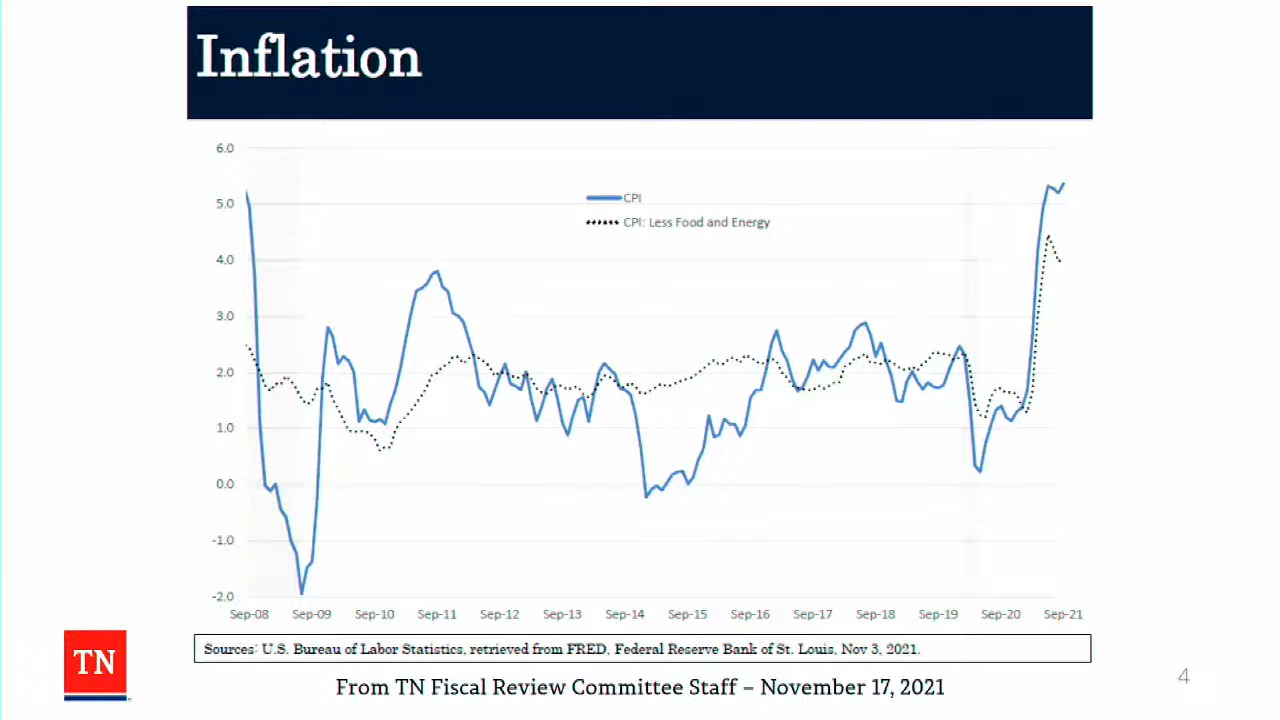 Inflation
6.0
5.0
4.0
3.0
2.0
1.0
0.0
-1.0
-2.0
CPI
CPI: Less Food and Energy
Sep-08 Sep-09 Sep-10 Sep-11 Sep-12 Sep-13 Sep-14 Sep-15 Sep-16 Sep-17 Sep-18 Sep-19 Sep-20 Sep-21
Sources: U.S. Bureau of Labor Statistics, retrieved from FRED, Federal Reserve Bank of St. Louis, Nov 3, 2021.
TN
From TN Fiscal Review Committee Staff – November 17, 2021
4